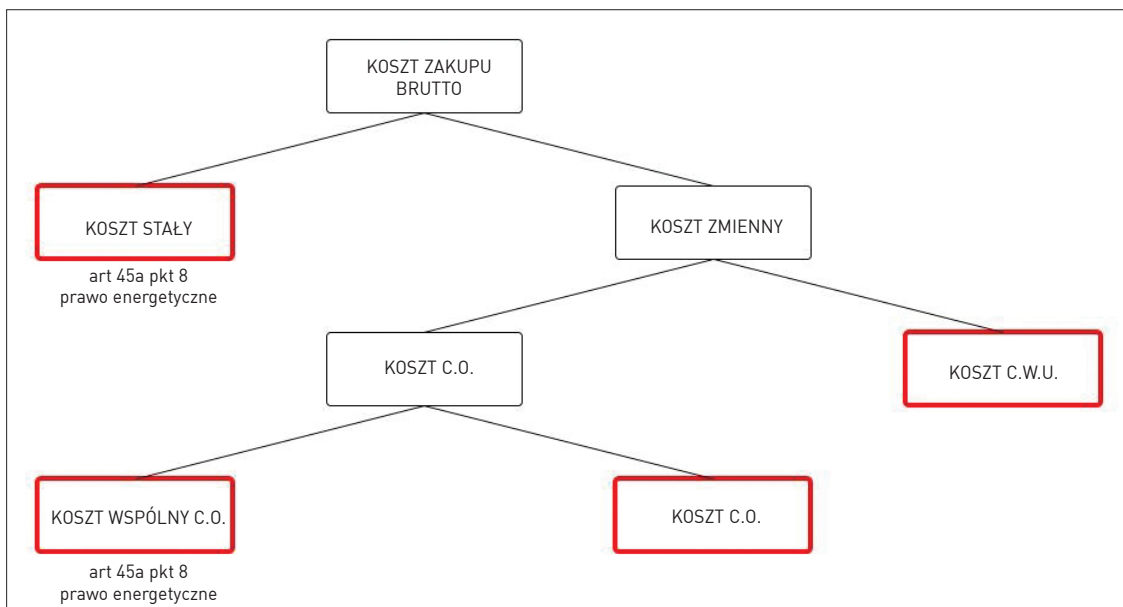 KOSZT ZAKUPU
BRUTTO
KOSZT STAŁY
art 45a pkt 8
prawo energetyczne
KOSZT ZMIENNY
KOSZT C.O.
KOSZT C.W.U.
KOSZT WSPÓLNY C.O.
art 45a pkt 8
prawo energetyczne
KOSZT C.O.